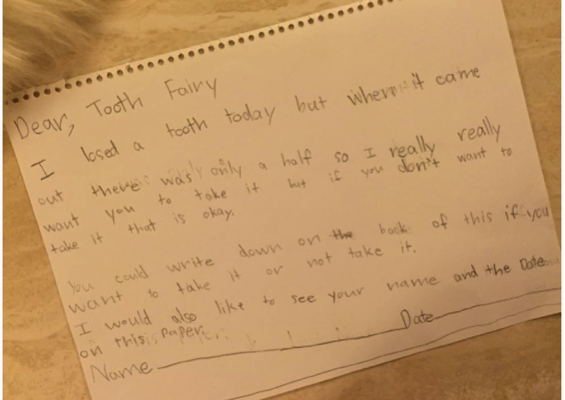 Dear, Tooth Fairy
I losed a tooth today but when it came
out there was only a half so I really really
want you to take it but if you don't want to
take it that is okay.
You could write down on the back of this if you
want to take it or not take it.
I would also like to see your name and the Date
on this paper.
Name Date